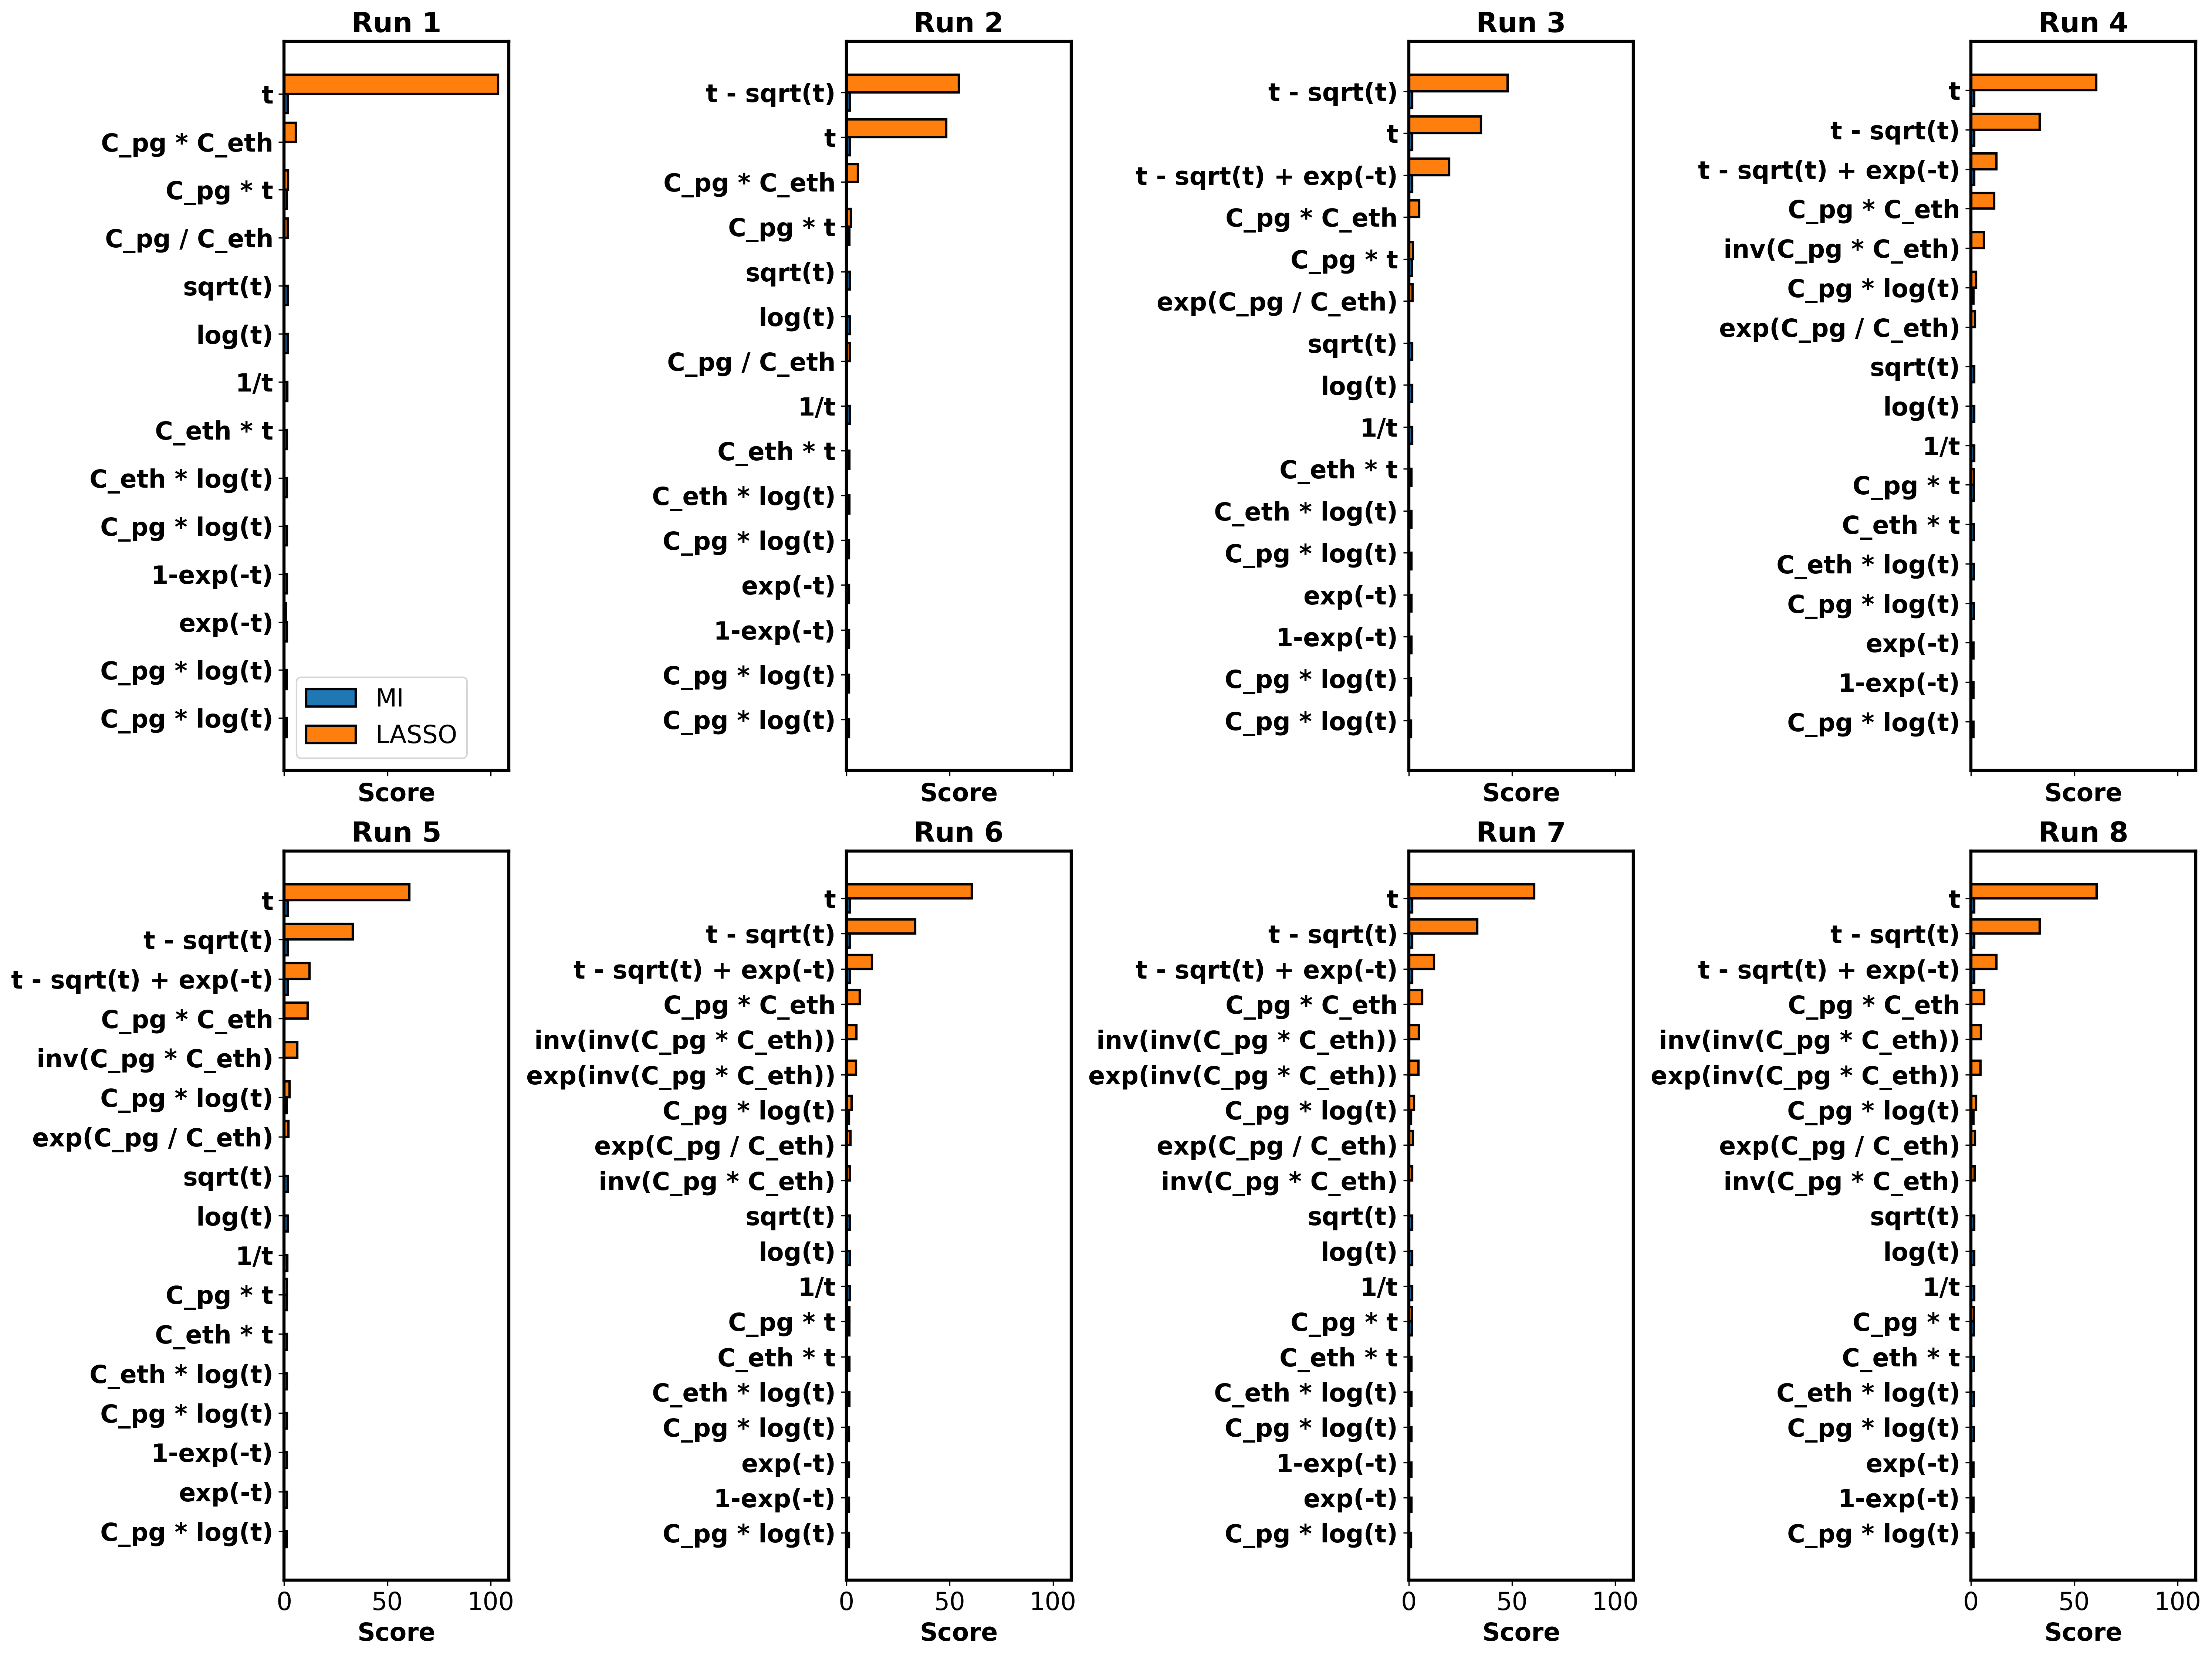 Run 1
t
C_pg * C_eth
C_pg * t
C_pg / C_eth
sqrt(t)
log(t)
1/t
C_eth * t
C_eth * log(t)
C_pg * log(t)
1-exp(-t)
exp(-t)
C_pg * log(t)
C_pg * log(t)
MI
LASSO
Score
Run 2
t - sqrt(t)
t
C_pg * C_eth
C_pg * t
sqrt(t)
log(t)
C_pg / C_eth
1/t
C_eth * t
C_eth * log(t)
C_pg * log(t)
exp(-t)
1-exp(-t)
C_pg * log(t)
C_pg * log(t)
Score
Run 3
t - sqrt(t)
t
t - sqrt(t) + exp(-t)
C_pg * C_eth
C_pg * t
exp(C_pg / C_eth)
sqrt(t)
log(t)
1/t
C_eth * t
C_eth * log(t)
C_pg * log(t)
exp(-t)
1-exp(-t)
C_pg * log(t)
C_pg * log(t)
Score
Run 4
t
t - sqrt(t)
t - sqrt(t) + exp(-t)
C_pg * C_eth
inv(C_pg * C_eth)
C_pg * log(t)
exp(C_pg / C_eth)
sqrt(t)
log(t)
1/t
C_pg * t
C_eth * t
C_eth * log(t)
C_pg * log(t)
exp(-t)
1-exp(-t)
C_pg * log(t)
Score
Run 5
t
t - sqrt(t)
t - sqrt(t) + exp(-t)
C_pg * C_eth
inv(C_pg * C_eth)
C_pg * log(t)
exp(C_pg / C_eth)
sqrt(t)
log(t)
1/t
C_pg * t
C_eth * t
C_eth * log(t)
C_pg * log(t)
1-exp(-t)
exp(-t)
C_pg * log(t)
0 50 100
Score
Run 6
t
t - sqrt(t)
t - sqrt(t) + exp(-t)
C_pg * C_eth
inv(inv(C_pg * C_eth))
exp(inv(C_pg * C_eth))
C_pg * log(t)
exp(C_pg / C_eth)
inv(C_pg * C_eth)
sqrt(t)
log(t)
1/t
C_pg * t
C_eth * t
C_eth * log(t)
C_pg * log(t)
exp(-t)
1-exp(-t)
C_pg * log(t)
0 50 100
Score
Run 7
t
t - sqrt(t)
t - sqrt(t) + exp(-t)
C_pg * C_eth
inv(inv(C_pg * C_eth))
exp(inv(C_pg * C_eth))
C_pg * log(t)
exp(C_pg / C_eth)
inv(C_pg * C_eth)
sqrt(t)
log(t)
1/t
C_pg * t
C_eth * t
C_eth * log(t)
C_pg * log(t)
1-exp(-t)
exp(-t)
C_pg * log(t)
0 50 100
Score
Run 8
t
t - sqrt(t)
t - sqrt(t) + exp(-t)
C_pg * C_eth
inv(inv(C_pg * C_eth))
exp(inv(C_pg * C_eth))
C_pg * log(t)
exp(C_pg / C_eth)
inv(C_pg * C_eth)
sqrt(t)
log(t)
1/t
C_pg * t
C_eth * t
C_eth * log(t)
C_pg * log(t)
exp(-t)
1-exp(-t)
C_pg * log(t)
0 50 100
Score